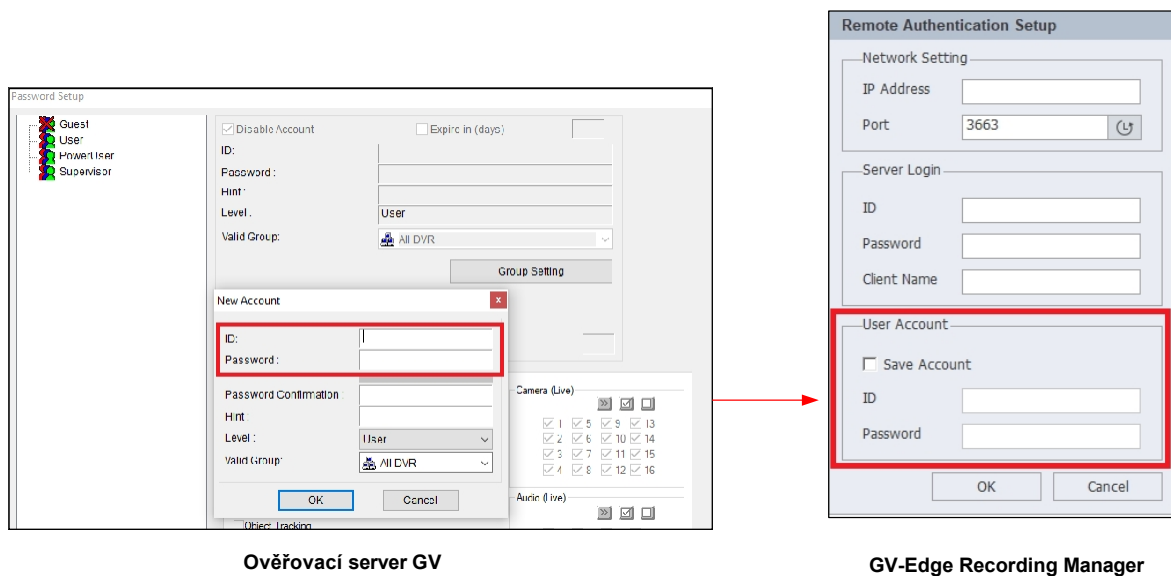 Password Setup
Guest
User
PowerUser
Supervisor
Disable Account
Expire in (days)
ID:
Password :
Hint :
Level :
User
Valid Group:
All DVR
Group Setting
New Account
x
ID:
Password :
Password Confirmation :
Hint
Level :
User
Valid Group:
All DVR
OK
Cancel
Object Tracking
Camera (Live)
1 5 9 13
2 6 10 14
3 7 11 15
4 8 12 16
Audio (Live)
Ověřovací server GV
Remote Authentication Setup
Network Setting
IP Address
Port
3663
Server Login
ID
Password
Client Name
User Account
Save Account
ID
Password
OK
Cancel
GV-Edge Recording Manager